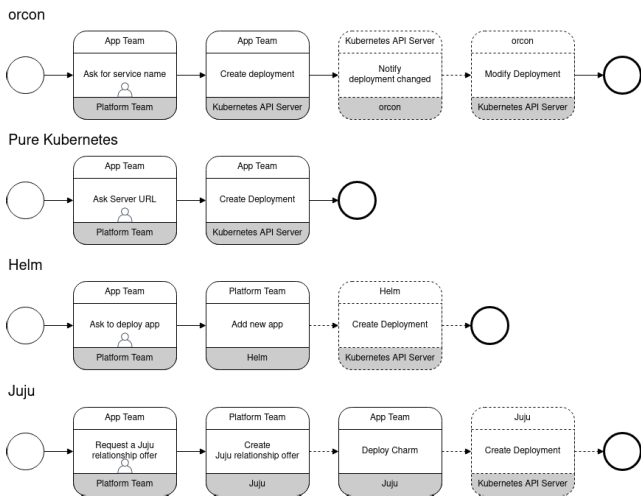 orcon
App Team
Ask for service name
Platform Team
App Team
Create deployment
Kubernetes API Server
Kubernetes API Server
Notify
deployment changed
orcon
orcon
Modify Deployment
Kubernetes API Server
Pure Kubernetes
App Team
Ask Server URL
Platform Team
App Team
Create Deployment
Kubernetes API Server
Helm
App Team
Ask to deploy app
Platform Team
Platform Team
Add new app
Helm
Helm
Create Deployment
Kubernetes API Server
Juju
App Team
Request a Juju
relationship offer
Platform Team
Platform Team
Create
Juju relationship offer
Juju
App Team
Deploy Charm
Juju
Juju
Create Deployment
Kubernetes API Server